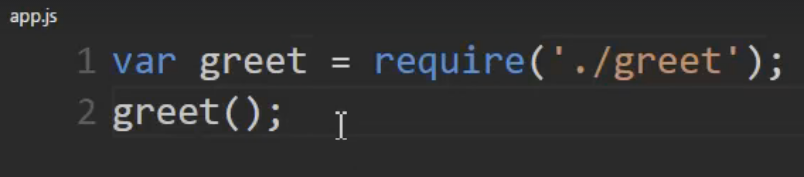 app.js
1 var greet = require('./greet');
2 greet();